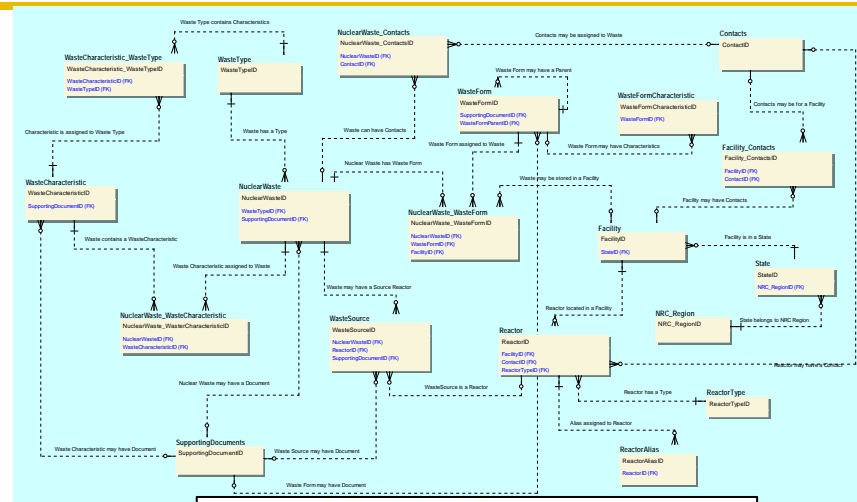 Waste Type contains Characteristics
WasteCharacteristic_WasteType
WasteCharacteristic_WasteTypeID
WasteCharacteristicID (FK)
WasteTypeID (FK)
WasteType
WasteTypeID
NuclearWaste_Contacts
NuclearWaste_ContactsID
NuclearWasteID (FK)
ContactID (FK)
Contacts may be assigned to Waste
Contacts
ContactID
Waste Form may have a Parent
WasteForm
WasteFormID
SupportingDocumentID (FK)
WasteFormParentID (FK)
WasteFormCharacteristic
WasteFormCharacteristicID
WasteFormID (FK)
Contacts may be for a Facility
Characteristic is assigned to Waste Type
Waste has a Type
Waste can have Contacts
Waste Form assigned to Waste
Waste Form may have Characteristics
Facility_Contacts
Facility_ContactsID
FacilityID (FK)
ContactID (FK)
Nuclear Waste has Waste Form
Waste may be stored in a Facility
WasteCharacteristic
WasteCharacteristicID
SupportingDocumentID (FK)
NuclearWaste
NuclearWasteID
WasteTypeID (FK)
SupportingDocumentID (FK)
NuclearWaste_WasteForm
NuclearWasteID (FK)
WasteFormID (FK)
FacilityID (FK)
Facility may have Contacts
Facility
FacilityID
StateID (FK)
Facility is in a State
Waste contains a WasteCharacteristic
Waste Characteristic assigned to Waste
State
StateID
NRC_RegionID (FK)
Waste may have a Source Reactor
Reactor located in a Facility
NuclearWaste_WasteCharacteristic
NuclearWaste_WasterCharacteristicID
NuclearWasteID (FK)
WasteCharacteristicID (FK)
WasteSource
WasteSourceID
NuclearWasteID (FK)
ReactorID (FK)
SupportingDocumentID (FK)
NRC_Region
NRC_RegionID
State belongs to NRC Region
Reactor
ReactorID
FacilityID (FK)
ContactID (FK)
ReactorTypeID (FK)
Reactor may have a Contact
Nuclear Waste may have a Document
WasteSource is a Reactor
Reactor has a Type
ReactorType
ReactorTypeID
Alias assigned to Reactor
Waste Characteristic may have Document
SupportingDocuments
SupportingDocumentID
Waste Source may have Document
ReactorAlias
ReactorAliasID
ReactorID (FK)
Waste Form may have Document